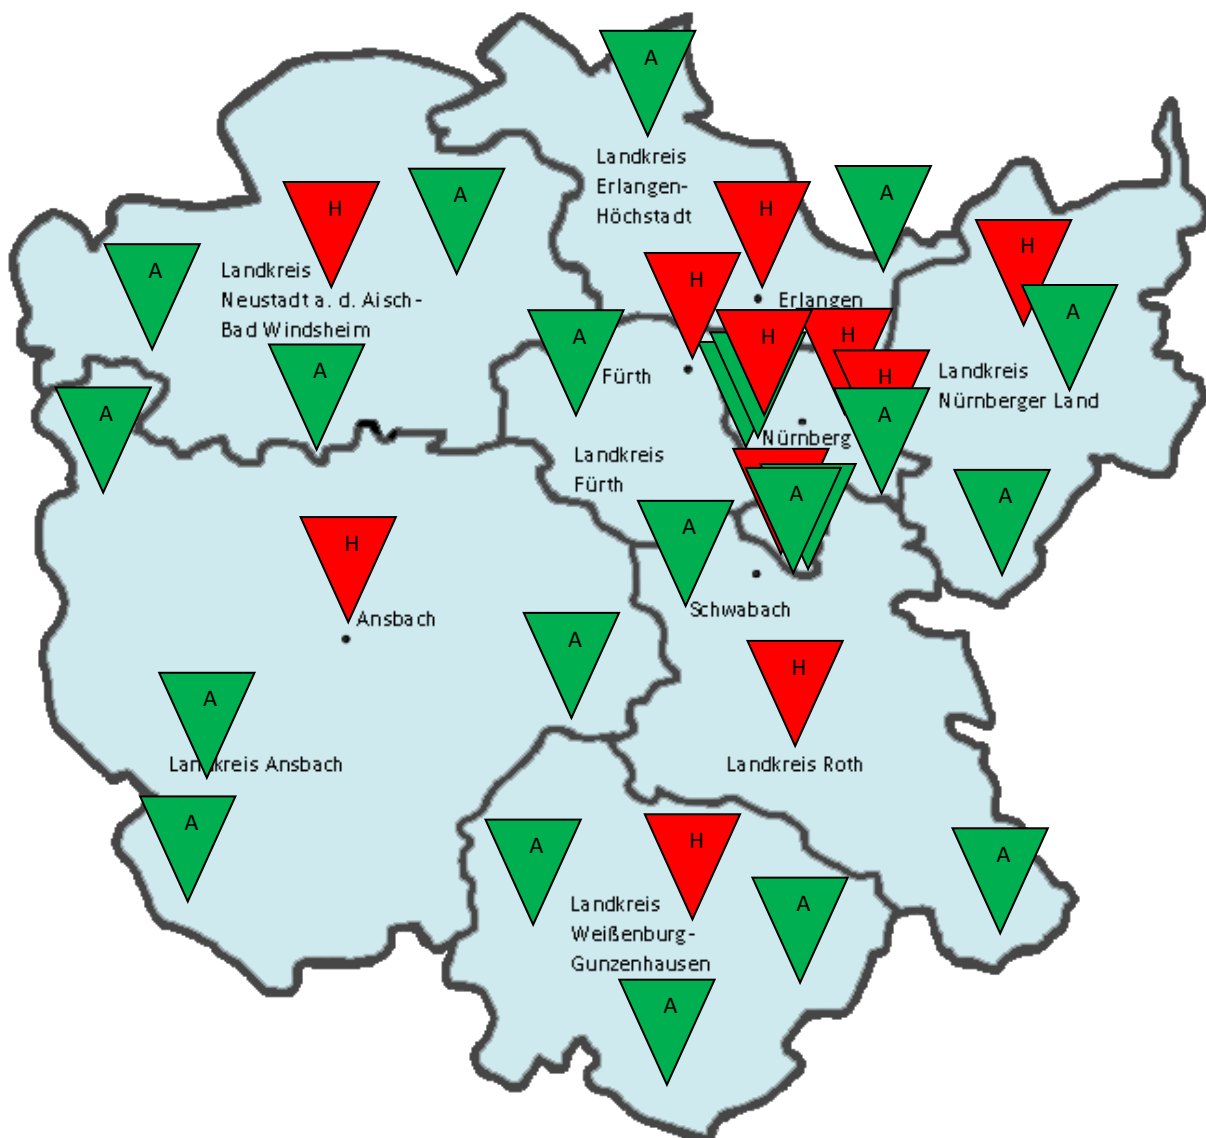 A
Landkreis
Erlangen-
Höchstadt
A
H
A
H
A
H
A
Landkreis
Neustadt a. d. Aisch-
Bad Windsheim
H
Erlangen
A
A
Fürth
H
H
H
Landkreis
Nürnberger Land
A
A
A
Nürnberg
Landkreis
Fürth
A
A
A
H
Ansbach
Schwabach
A
H
A
Landkreis Ansbach
Landkreis Roth
A
A
H
A
A
Landkreis
Weißenburg-
Gunzenhausen
A